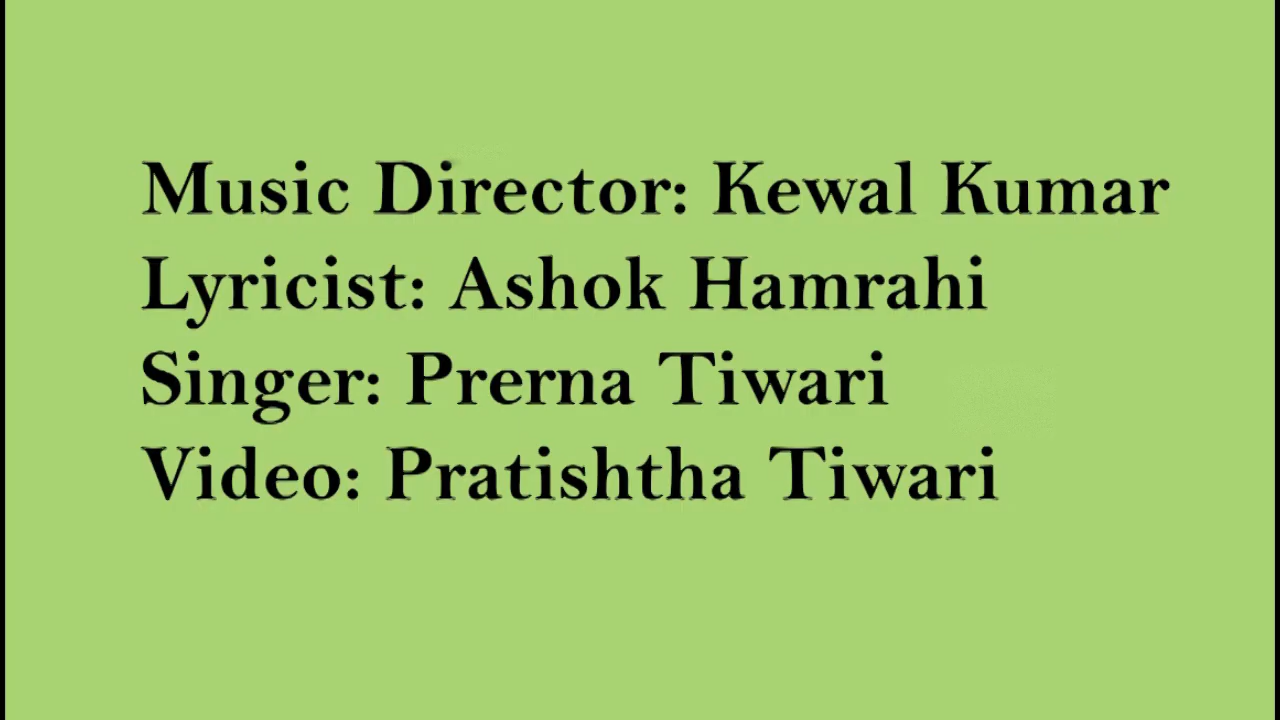 Music Director: Kewal Kumar
Lyricist: Ashok Hamrahi
Singer: Prerna Tiwari
Video: Pratishtha Tiwari